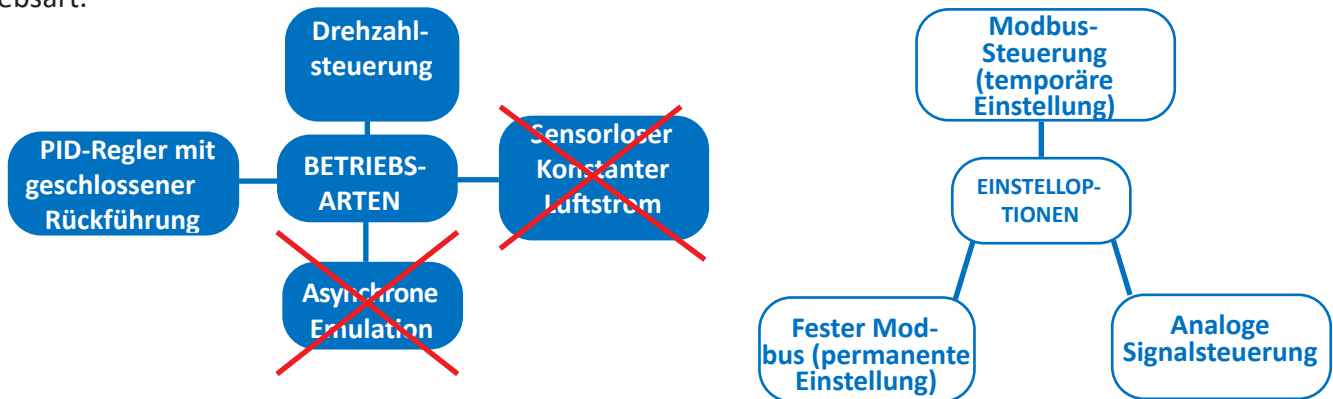 ebsart.
Drehzahl-
steuerung
PID-Regler mit
geschlossener
Rückführung
BETRIEBS-
ARTEN
Sensorloser
Konstanter
Luftstrom
Asynchrone
Emulation
Modbus-
Steuerung
(temporäre
Einstellung)
EINSTELLOP-
TIONEN
Fester Mod-
bus (permanente
Einstellung)
Analoge
Signalsteuerung